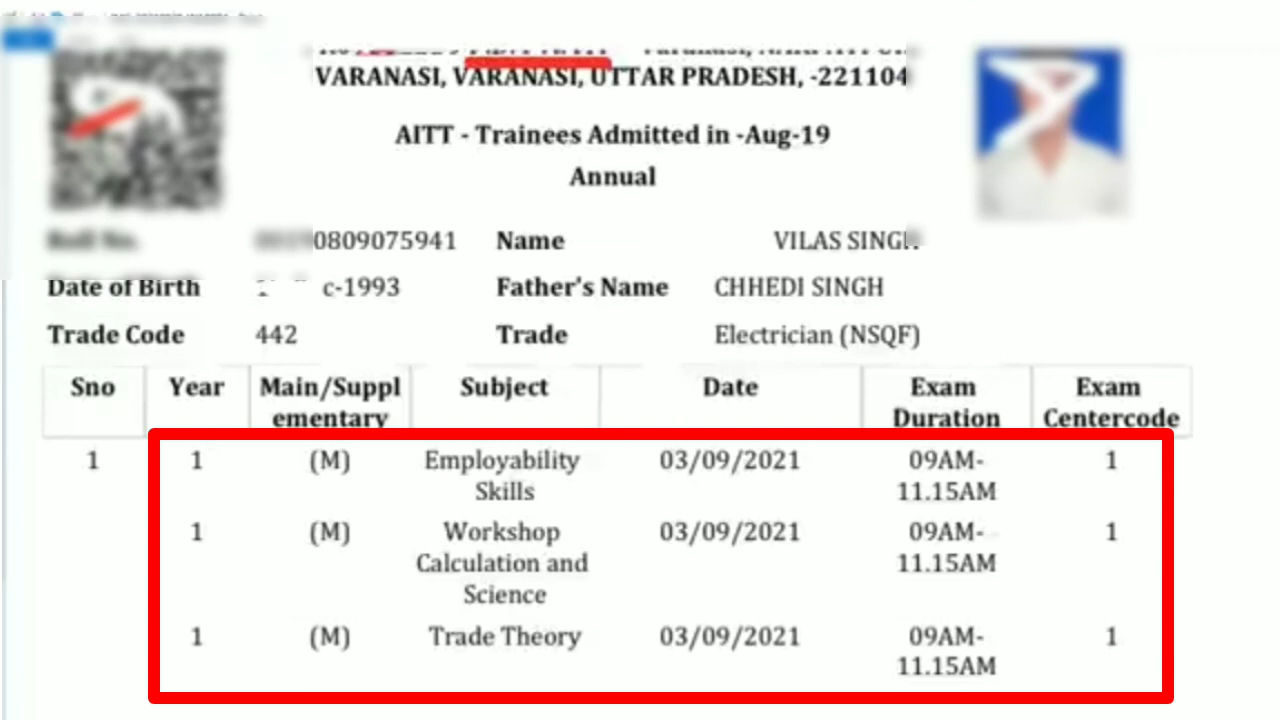 VARANASI, VARANASI, UTTAR PRADESH, -221104
AITT - Trainees Admitted in -Aug-19
Annual
0809075941 Name VILAS SINGH
Date of Birth c-1993 Father's Name CHHEDI SINGH
Trade Code 442 Trade Electrician (NSQF)
Sno Year Main/Suppl Subject Date Exam Exam
ementary Duration Centercode
1 1 (M) Employability 03/09/2021 09AM- 1
Skills 11.15AM
1 (M) Workshop 03/09/2021 09AM- 1
Calculation and 11.15AM
Science
1 (M) Trade Theory 03/09/2021 09AM- 1
11.15AM